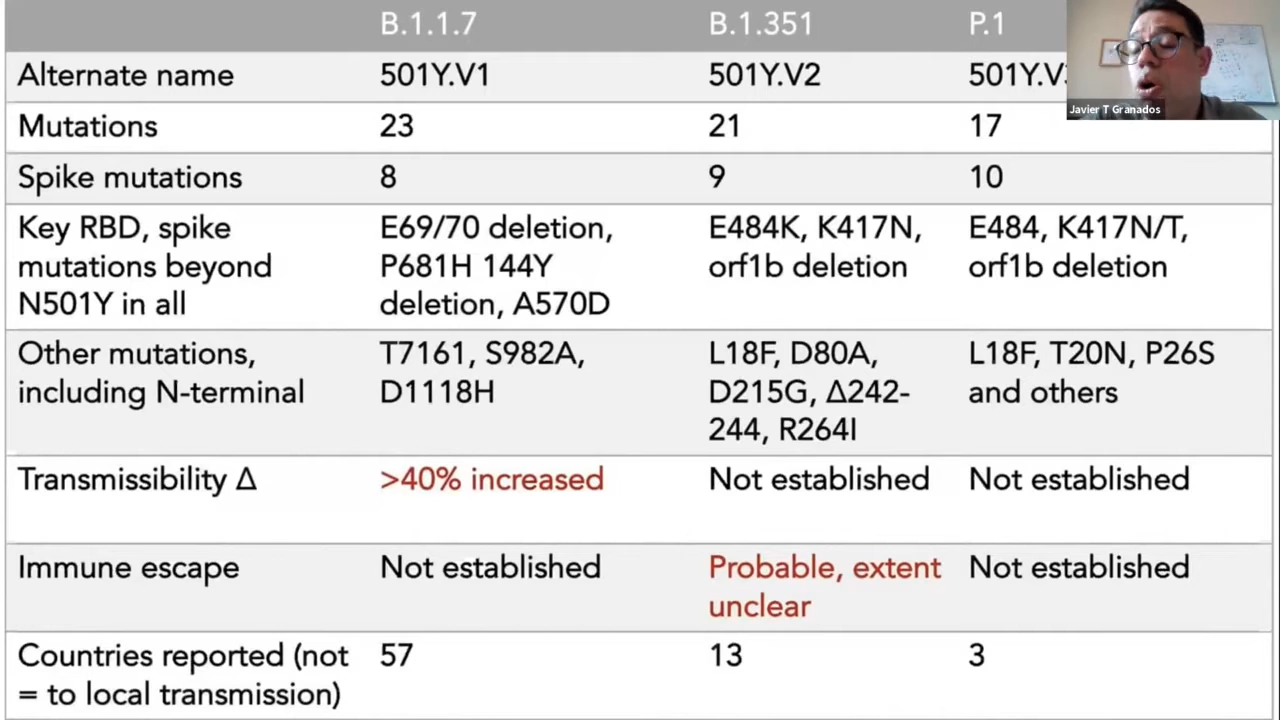 B.1.1.7 B.1.351 P.1
Alternate name 501Y.V1 501Y.V2 501Y.V
Javier T Granados
Mutations 23 21 17
Spike mutations 8 9 10
Key RBD, spike E69/70 deletion, E484K, K417N, E484, K417N/T,
mutations beyond P681H 144Y orf1b deletion orf1b deletion
N501Y in all deletion, A570D
Other mutations, T7161, S982A, L18F, D80A, L18F, T20N, P26S
including N-terminal D1118H D215G, Δ242- and others
244, R264I
Transmissibility Δ >40% increased Not established Not established
Immune escape Not established Probable, extent Not established
unclear
Countries reported (not 57 13 3
= to local transmission)